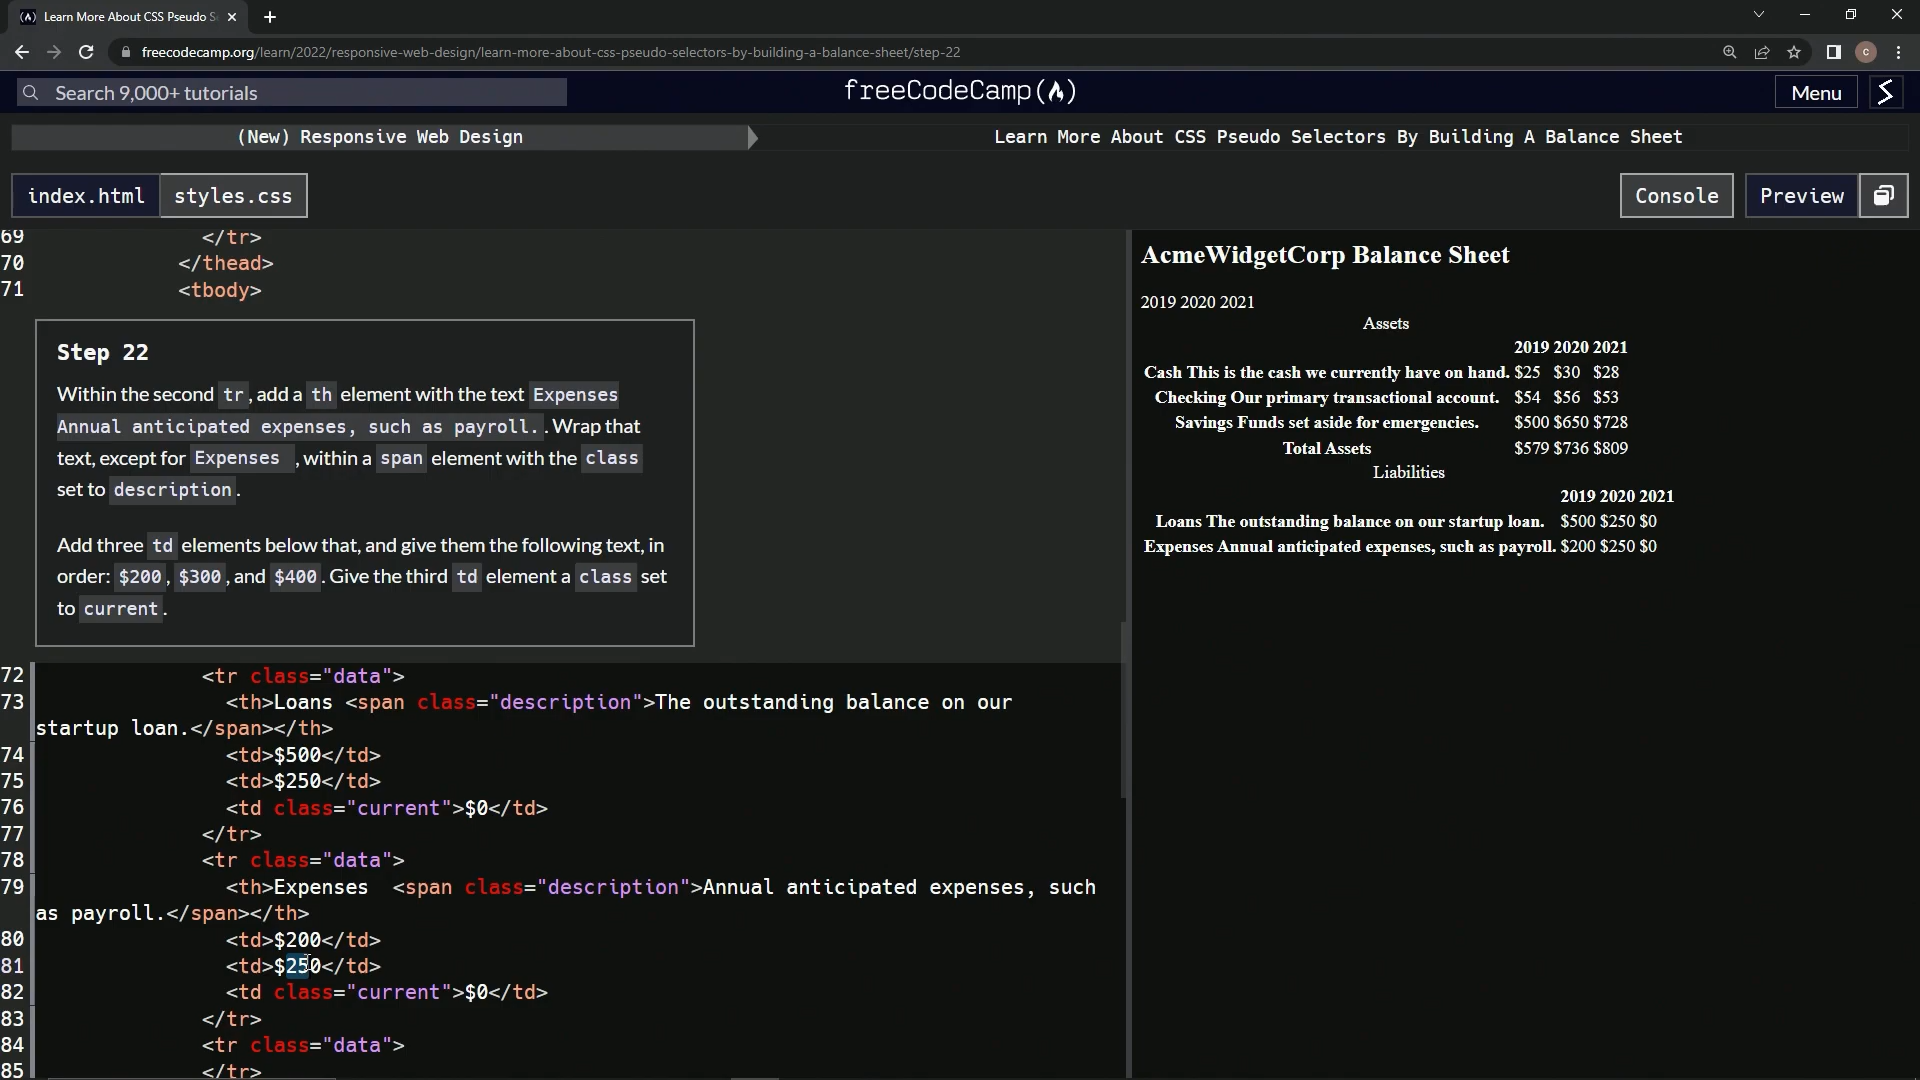 Learn More About CSS Pseudo S
freecodecamp.org/learn/2022/responsive-web-design/learn-more-about-css-pseudo-selectors-by-building-a-balance-sheet/step-22
c
Search 9,000+ tutorials
freeCodeCamp
Menu
(New) Responsive Web Design
Learn More About CSS Pseudo Selectors By Building A Balance Sheet
index.html
styles.css
Console
Preview
69 </tr>
70 </thead>
71 <tbody>
Step 22
Within the second tr, add a th element with the text Expenses
Annual anticipated expenses, such as payroll. . Wrap that
text, except for Expenses , within a span element with the class
set to description.
Add three td elements below that, and give them the following text, in
order: $200, $300, and $400. Give the third td element a class set
to current.
72 <tr class="data">
73 <th>Loans <span class="description">The outstanding balance on our
startup loan.</span></th>
74 <td>$500</td>
75 <td>$250</td>
76 <td class="current">$0</td>
77 </tr>
78 <tr class="data">
79 <th>Expenses  <span class="description">Annual anticipated expenses, such
as payroll.</span></th>
80 <td>$200</td>
81 <td>$250</td>
82 <td class="current">$0</td>
83 </tr>
84 <tr class="data">
85 </tr>
AcmeWidgetCorp Balance Sheet
2019 2020 2021
Assets
2019 2020 2021
Cash This is the cash we currently have on hand. $25 $30 $28
Checking Our primary transactional account. $54 $56 $53
Savings Funds set aside for emergencies. $500 $650 $728
Total Assets $579 $736 $809
Liabilities
2019 2020 2021
Loans The outstanding balance on our startup loan. $500 $250 $0
Expenses Annual anticipated expenses, such as payroll. $200 $250 $0